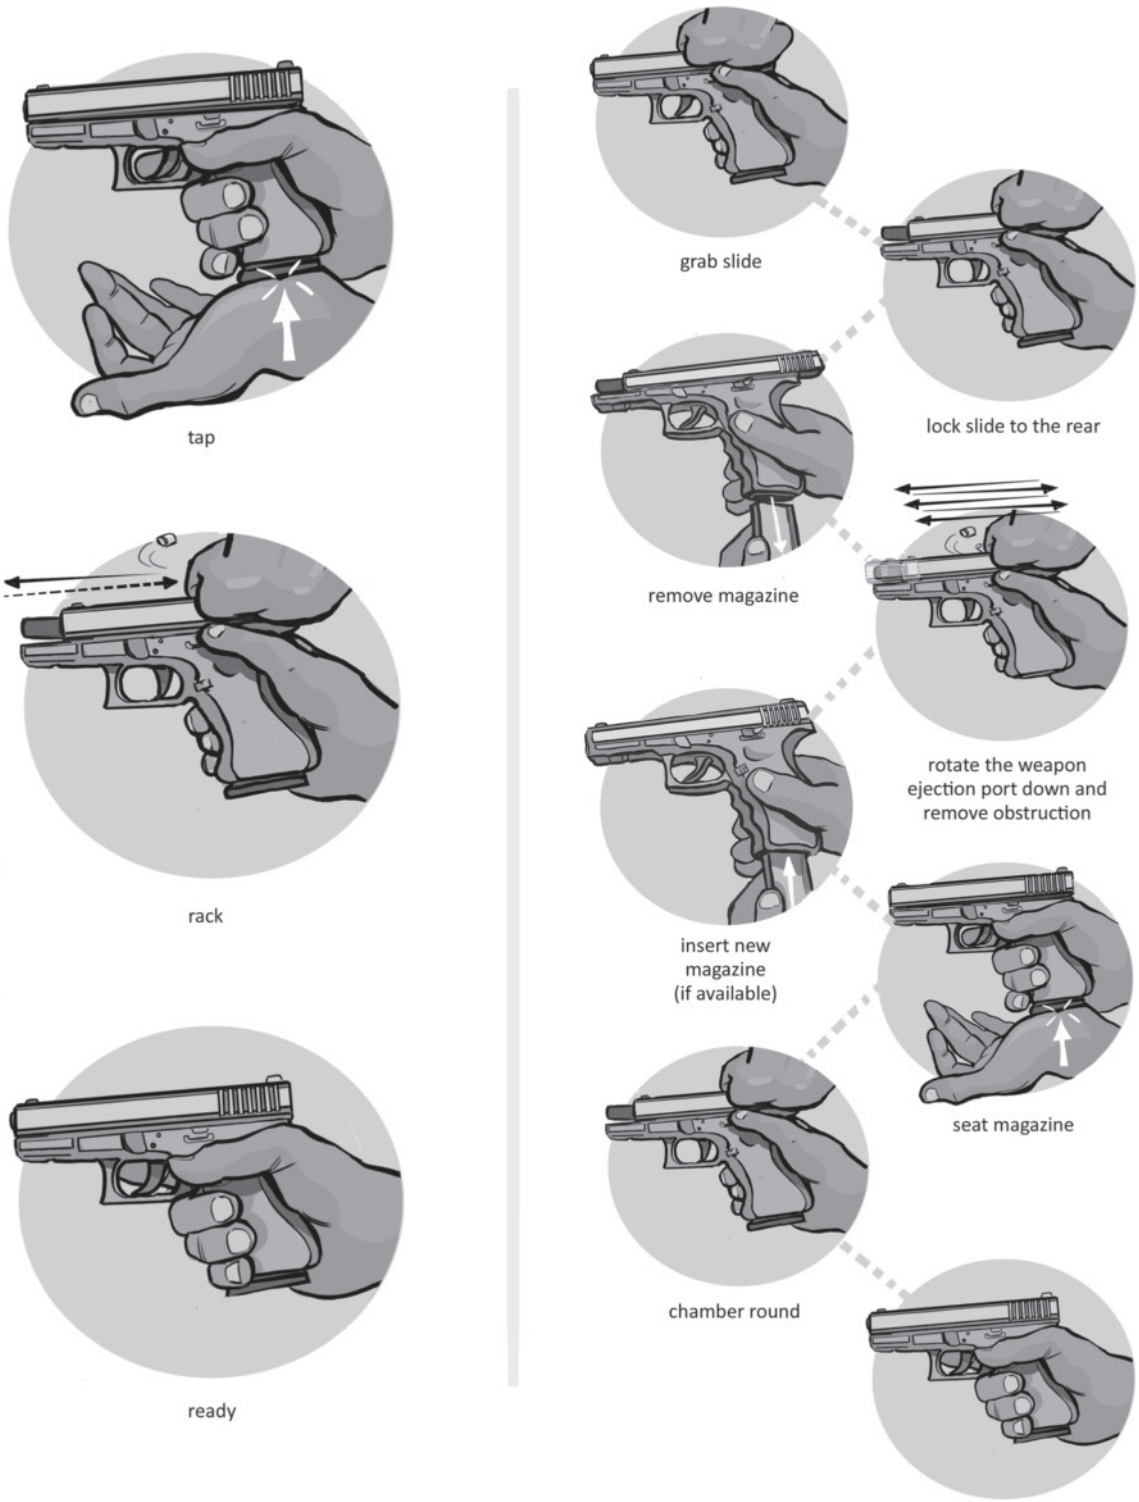 tap
rack
ready
grab slide
lock slide to the rear
remove magazine
rotate the weapon
ejection port down and
remove obstruction
insert new
magazine
(if available)
seat magazine
chamber round